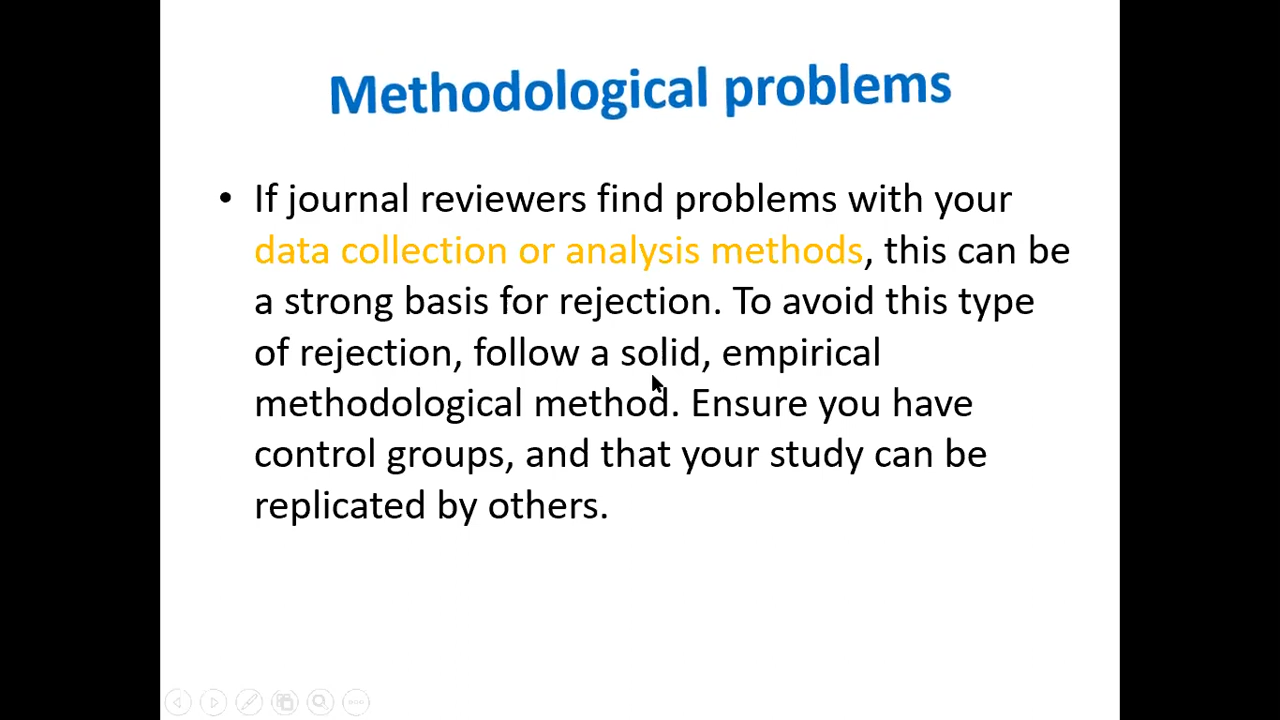 Methodological problems
• If journal reviewers find problems with your
data collection or analysis methods, this can be
a strong basis for rejection. To avoid this type
of rejection, follow a solid, empirical
methodological method. Ensure you have
control groups, and that your study can be
replicated by others.